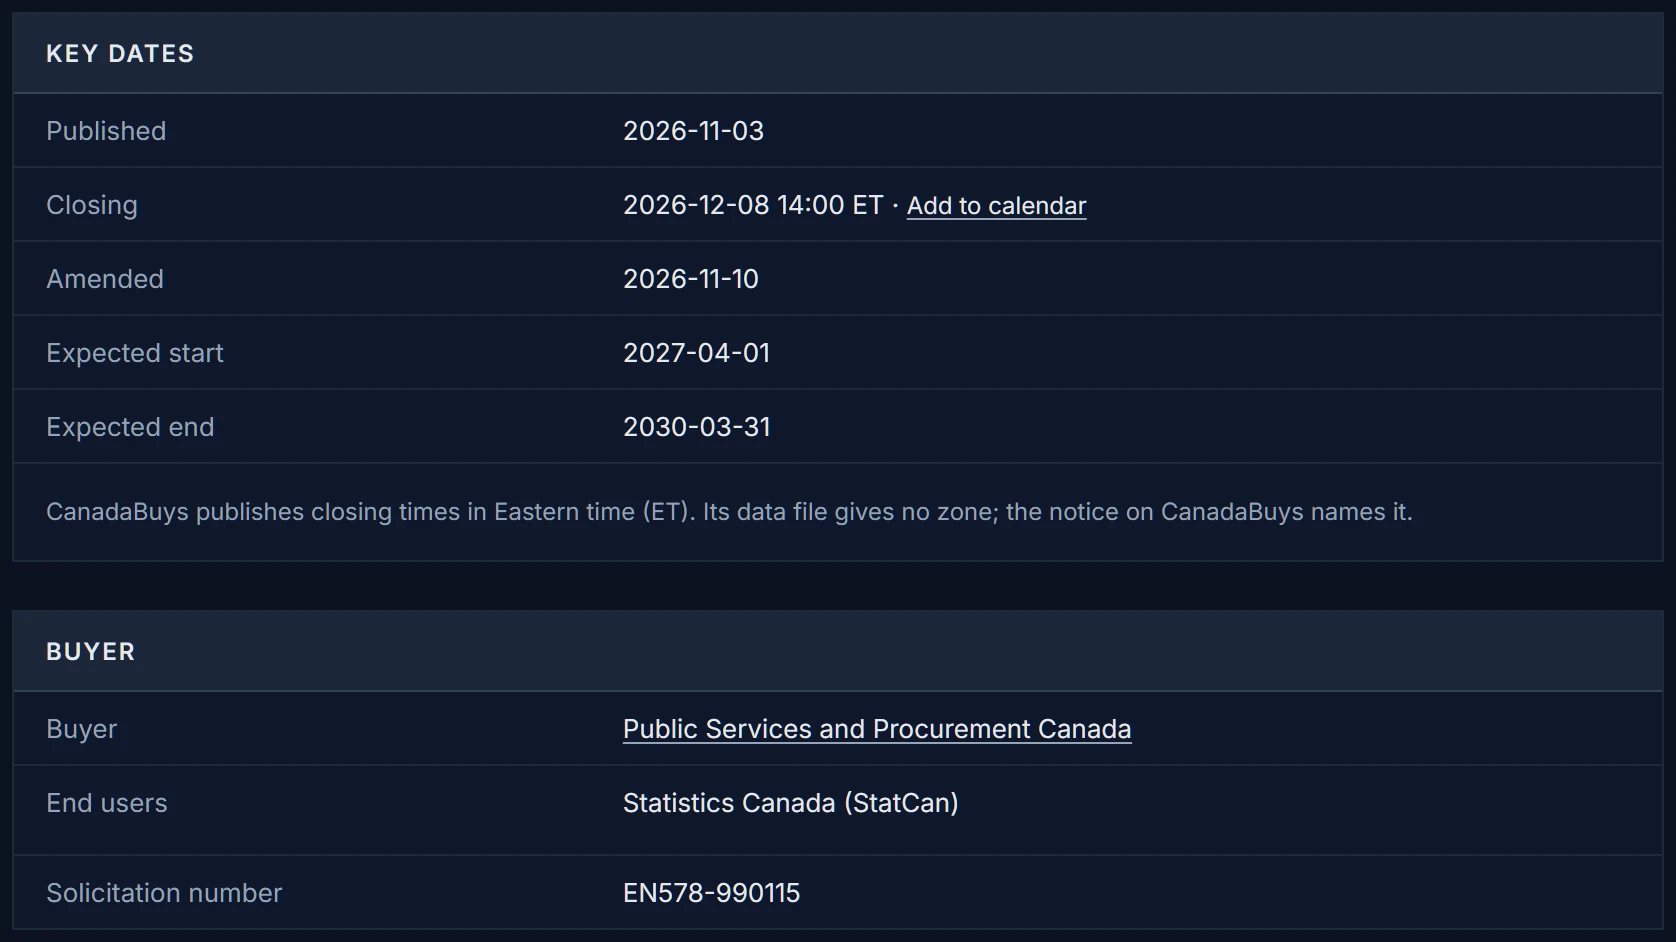 KEY DATES
Published 2026-11-03
Closing 2026-12-08 14:00 ET · Add to calendar
Amended 2026-11-10
Expected start 2027-04-01
Expected end 2030-03-31
CanadaBuys publishes closing times in Eastern time (ET). Its data file gives no zone; the notice on CanadaBuys names it.
BUYER
Buyer Public Services and Procurement Canada
End users Statistics Canada (StatCan)
Solicitation number EN578-990115